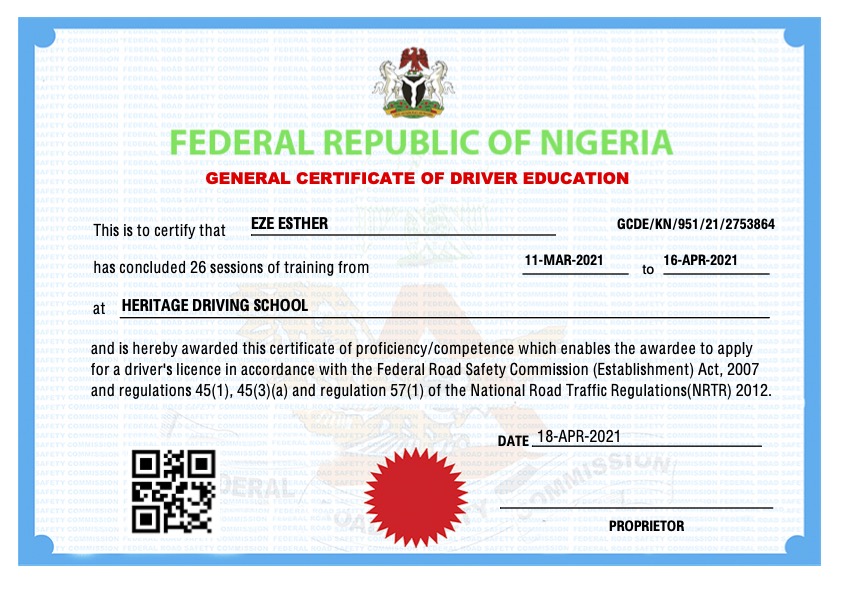 FEDERAL REPUBLIC OF NIGERIA
GENERAL CERTIFICATE OF DRIVER EDUCATION
This is to certify that EZE ESTHER GCDE/KN/951/21/2753864
has concluded 26 sessions of training from 11-MAR-2021 to 16-APR-2021
at HERITAGE DRIVING SCHOOL
and is hereby awarded this certificate of proficiency/competence which enables the awardee to apply
for a driver's licence in accordance with the Federal Road Safety Commission (Establishment) Act, 2007
and regulations 45(1), 45(3)(a) and regulation 57(1) of the National Road Traffic Regulations(NRTR) 2012.
DATE 18-APR-2021
FEDERAL ROAD SAFETY COMMISSION
PROPRIETOR